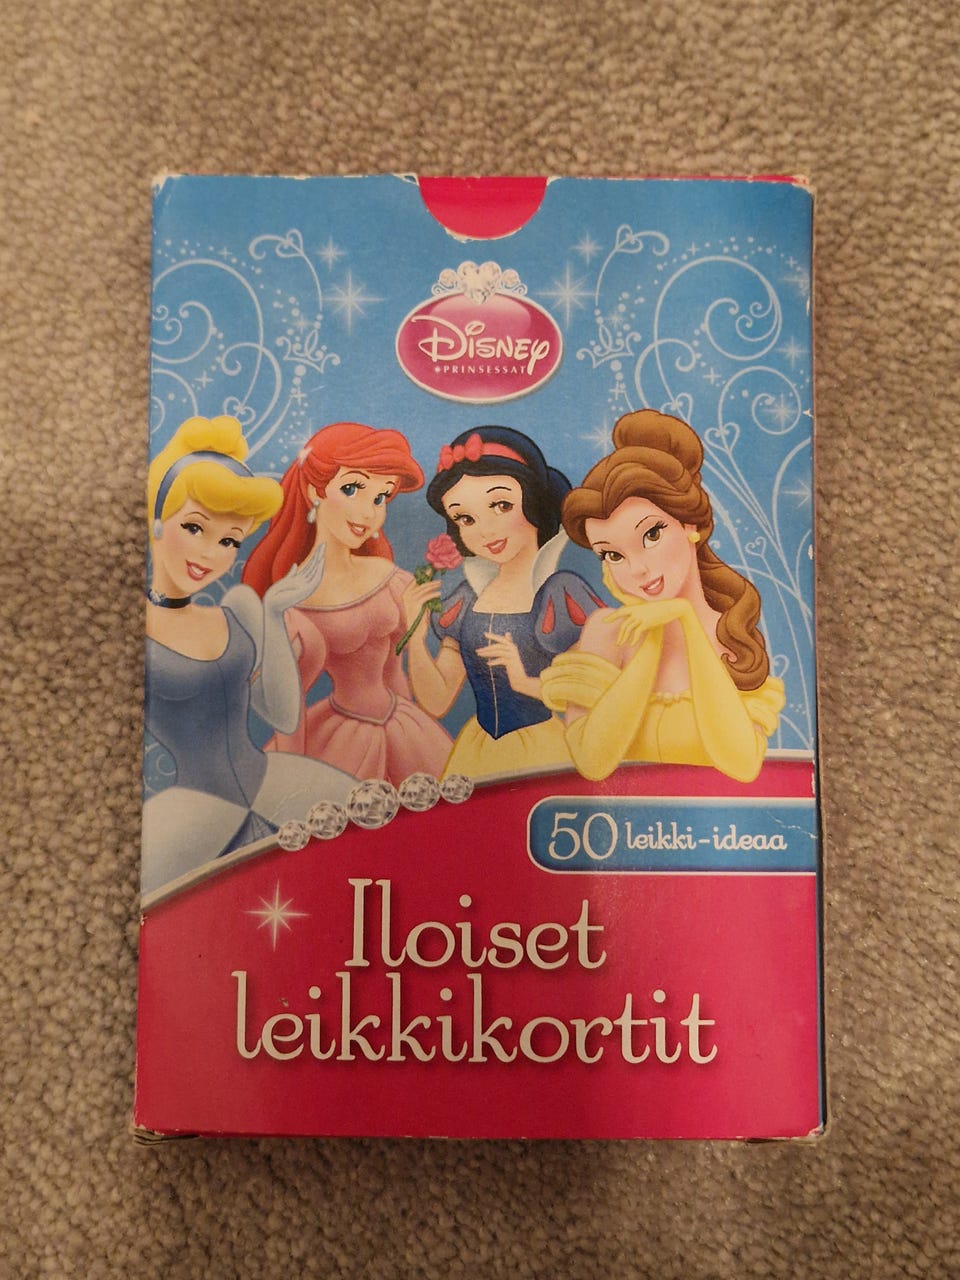 Disney
PRINSESSAT
50 leikki-ideaa
Iloiset
leikkikortit